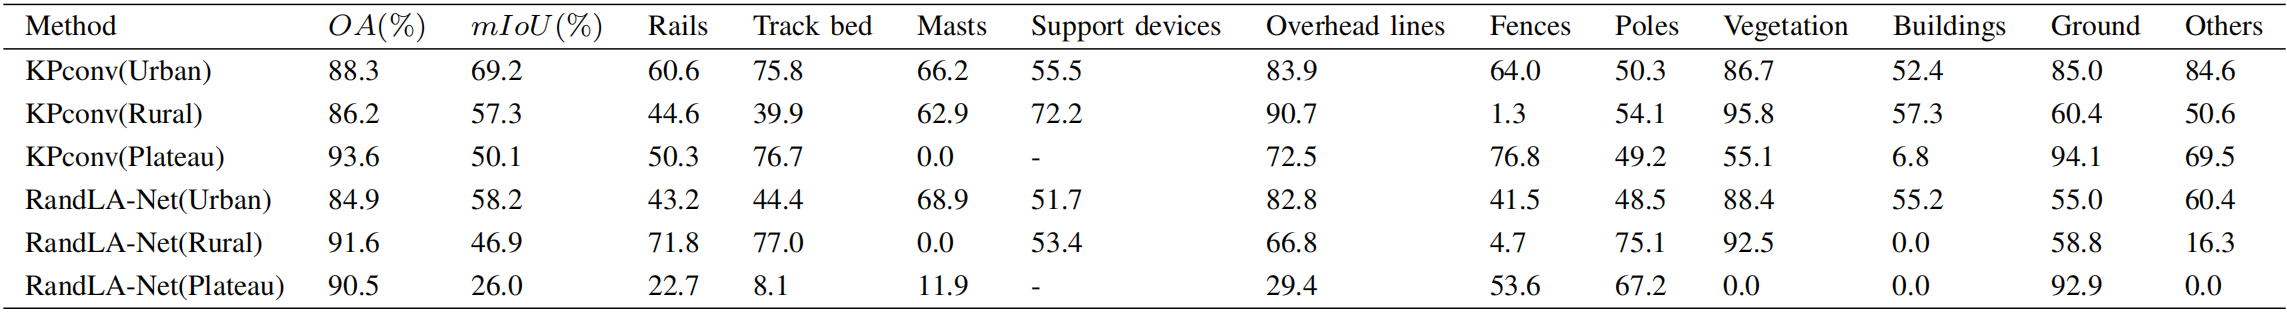 Method OA(%) mIoU(%) Rails Track bed Masts Support devices Overhead lines Fences Poles Vegetation Buildings Ground Others
KPconv(Urban) 88.3 69.2 60.6 75.8 66.2 55.5 83.9 64.0 50.3 86.7 52.4 85.0 84.6
KPconv(Rural) 86.2 57.3 44.6 39.9 62.9 72.2 90.7 1.3 54.1 95.8 57.3 60.4 50.6
KPconv(Plateau) 93.6 50.1 50.3 76.7 0.0 - 72.5 76.8 49.2 55.1 6.8 94.1 69.5
RandLA-Net(Urban) 84.9 58.2 43.2 44.4 68.9 51.7 82.8 41.5 48.5 88.4 55.2 55.0 60.4
RandLA-Net(Rural) 91.6 46.9 71.8 77.0 0.0 53.4 66.8 4.7 75.1 92.5 0.0 58.8 16.3
RandLA-Net(Plateau) 90.5 26.0 22.7 8.1 11.9 - 29.4 53.6 67.2 0.0 0.0 92.9 0.0